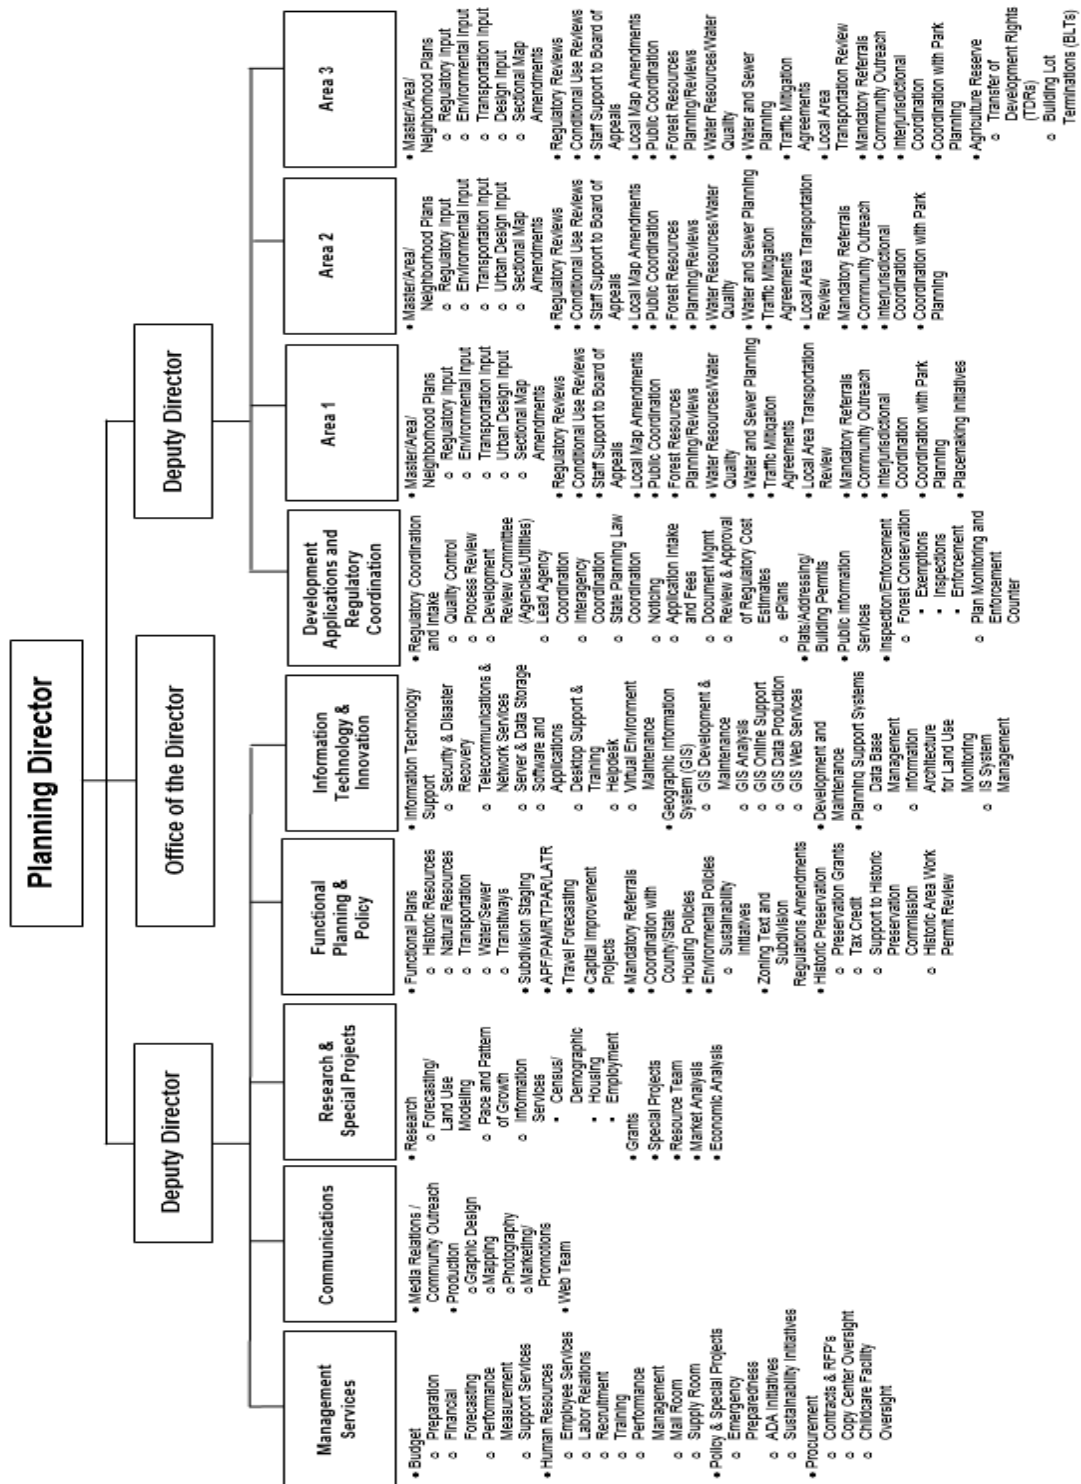 Planning Director
Office of the Director
Deputy Director
Deputy Director
Management
Services
• Budget
o Preparation
o Financial
Forecasting
o Performance
Measurement
o Support Services
• Human Resources
o Employee Services
o Labor Relations
o Recruitment
o Training
o Performance
Management
o Mail Room
o Supply Room
• Policy & Special Projects
o Emergency
Preparedness
o ADA Initiatives
o Sustainability Initiatives
• Procurement
o Contracts & RFP's
o Copy Center Oversight
o Childcare Facility
Oversight
Communications
• Media Relations /
Community Outreach
• Production
o Graphic Design
o Mapping
o Photography
o Marketing/
Promotions
• Web Team
Research &
Special Projects
• Research
o Forecasting/
Land Use
Modeling
o Pace and Pattern
of Growth
o Information
Services
▪ Census/
Demographic
▪ Housing
▪ Employment
• Grants
• Special Projects
• Resource Team
• Market Analysis
• Economic Analysis
Functional
Planning &
Policy
• Functional Plans
o Historic Resources
o Natural Resources
o Transportation
o Water/Sewer
o Transitways
• Subdivision Staging
• APF/PAMR/TPAR/LATR
• Travel Forecasting
• Capital Improvement
Projects
• Mandatory Referrals
• Coordination with
County/State
• Housing Policies
• Environmental Policies
o Sustainability
Initiatives
• Zoning Text and
Subdivision
Regulations Amendments
• Historic Preservation
o Preservation Grants
o Tax Credit
o Support to Historic
Preservation
Commission
o Historic Area Work
Permit Review
Information
Technology &
Innovation
• Information Technology
Support
o Security & Disaster
Recovery
o Telecommunications &
Network Services
o Server & Data Storage
o Software and
Applications
o Desktop Support &
Training
o Helpdesk
o Virtual Environment
Maintenance
• Geographic Information
System (GIS)
o GIS Development &
Maintenance
o GIS Analysis
o GIS Online Support
o GIS Data Production
o GIS Web Services
• Development and
Maintenance
• Planning Support Systems
o Data Base
Management
o Information
Architecture
for Land Use
Monitoring
o IS System
Management
Development
Applications and
Regulatory
Coordination
• Regulatory Coordination
and Intake
o Quality Control
o Process Review
o Development
Review Committee
(Agencies/Utilities)
o Lead Agency
Coordination
o Interagency
Coordination
o State Planning Law
Coordination
o Noticing
o Application Intake
and Fees
o Document Mgmt
o Review & Approval
of Regulatory Cost
Estimates
o ePlans
• Plats/Addressing/
Building Permits
• Public Information
Services
• Inspection/Enforcement
o Forest Conservation
▪ Exemptions
▪ Inspections
▪ Enforcement
o Plan Monitoring and
Enforcement
Counter
Area 1
• Master/Area/
Neighborhood Plans
o Regulatory Input
o Environmental Input
o Transportation Input
o Urban Design Input
o Sectional Map
Amendments
• Regulatory Reviews
• Conditional Use Reviews
• Staff Support to Board of
Appeals
• Local Map Amendments
• Public Coordination
• Forest Resources
Planning/Reviews
• Water Resources/Water
Quality
• Water and Sewer Planning
• Traffic Mitigation
Agreements
• Local Area Transportation
Review
• Mandatory Referrals
• Community Outreach
• Interjurisdictional
Coordination
• Coordination with Park
Planning
• Placemaking Initiatives
Area 2
• Master/Area/
Neighborhood Plans
o Regulatory Input
o Environmental Input
o Transportation Input
o Urban Design Input
o Sectional Map
Amendments
• Regulatory Reviews
• Conditional Use Reviews
• Staff Support to Board of
Appeals
• Local Map Amendments
• Public Coordination
• Forest Resources
• Planning/Reviews
• Water Resources/Water
Quality
• Water and Sewer Planning
• Traffic Mitigation
Agreements
• Local Area Transportation
Review
• Mandatory Referrals
• Community Outreach
• Interjurisdictional
Coordination
• Coordination with Park
Planning
Area 3
• Master/Area/
Neighborhood Plans
o Regulatory Input
o Environmental Input
o Transportation Input
o Design Input
o Sectional Map
Amendments
• Regulatory Reviews
• Conditional Use Reviews
• Staff Support to Board of
Appeals
• Local Map Amendments
• Public Coordination
• Forest Resources
Planning/Reviews
• Water Resources/Water
Quality
• Water and Sewer
Planning
• Traffic Mitigation
Agreements
• Local Area
Transportation Review
• Mandatory Referrals
• Community Outreach
• Interjurisdictional
Coordination
• Coordination with Park
Planning
• Agriculture Reserve
o Transfer of
Development Rights
(TDRs)
o Building Lot
Terminations (BLTs)